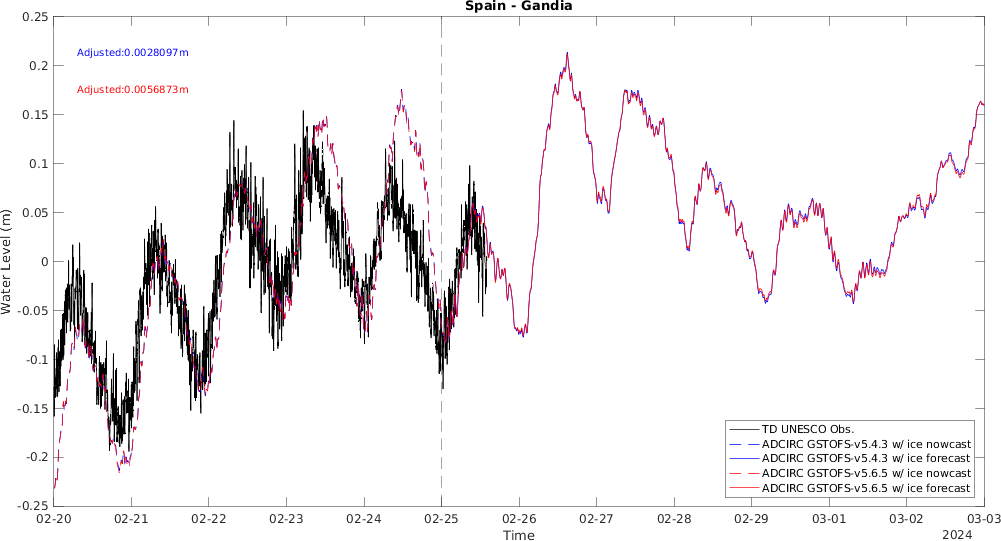 Spain - Gandia
0.25
0.2
0.15
0.1
0.05
0
-0.05
-0.1
-0.15
-0.2
-0.25
Water Level (m)
Adjusted:0.0028097m
Adjusted:0.0056873m
TD UNESCO Obs.
ADCIRC GSTOFS-v5.4.3 w/ ice nowcast
ADCIRC GSTOFS-v5.4.3 w/ ice forecast
ADCIRC GSTOFS-v5.6.5 w/ ice nowcast
ADCIRC GSTOFS-v5.6.5 w/ ice forecast
02-20 02-21 02-22 02-23 02-24 02-25 02-26 02-27 02-28 02-29 03-01 03-02 03-03
Time
2024